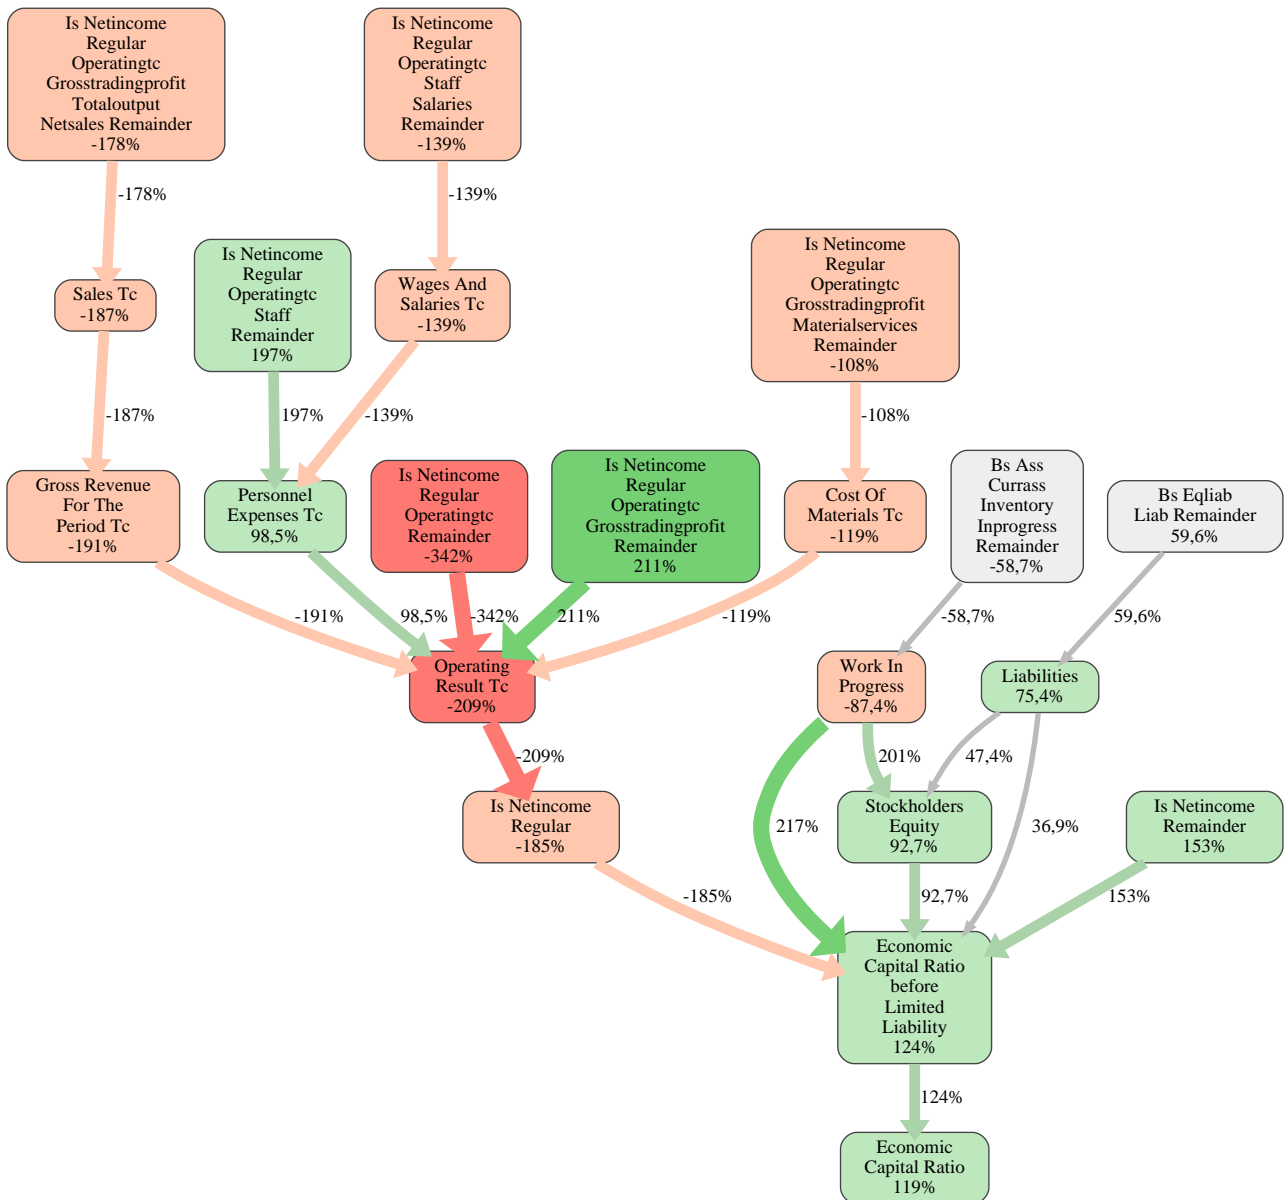 Is Netincome
Regular
Operatingtc
Grosstradingprofit
Totaloutput
Netsales Remainder
-178%
Is Netincome
Regular
Operatingtc
Staff
Salaries
Remainder
-139%
-178%
-139%
Is Netincome
Regular
Operatingtc
Staff
Remainder
197%
Is Netincome
Regular
Operatingtc
Grosstradingprofit
Materialservices
Remainder
-108%
Sales Tc
-187%
Wages And
Salaries Tc
-139%
-187%
197%
-139%
-108%
Gross Revenue
For The
Period Tc
-191%
Personnel
Expenses Tc
98,5%
Is Netincome
Regular
Operatingtc
Remainder
-342%
Is Netincome
Regular
Operatingtc
Grosstradingprofit
Remainder
211%
Cost Of
Materials Tc
-119%
Bs Ass
Currass
Inventory
Inprogress
Remainder
-58,7%
Bs Eqliab
Liab Remainder
59,6%
-191%
98,5%
-342%
211%
-119%
-58,7%
59,6%
Operating
Result Tc
-209%
Work In
Progress
-87,4%
Liabilities
75,4%
-209%
201%
47,4%
Is Netincome
Regular
-185%
217%
Stockholders
Equity
92,7%
36,9%
Is Netincome
Remainder
153%
-185%
92,7%
153%
Economic
Capital Ratio
before
Limited
Liability
124%
124%
Economic
Capital Ratio
119%